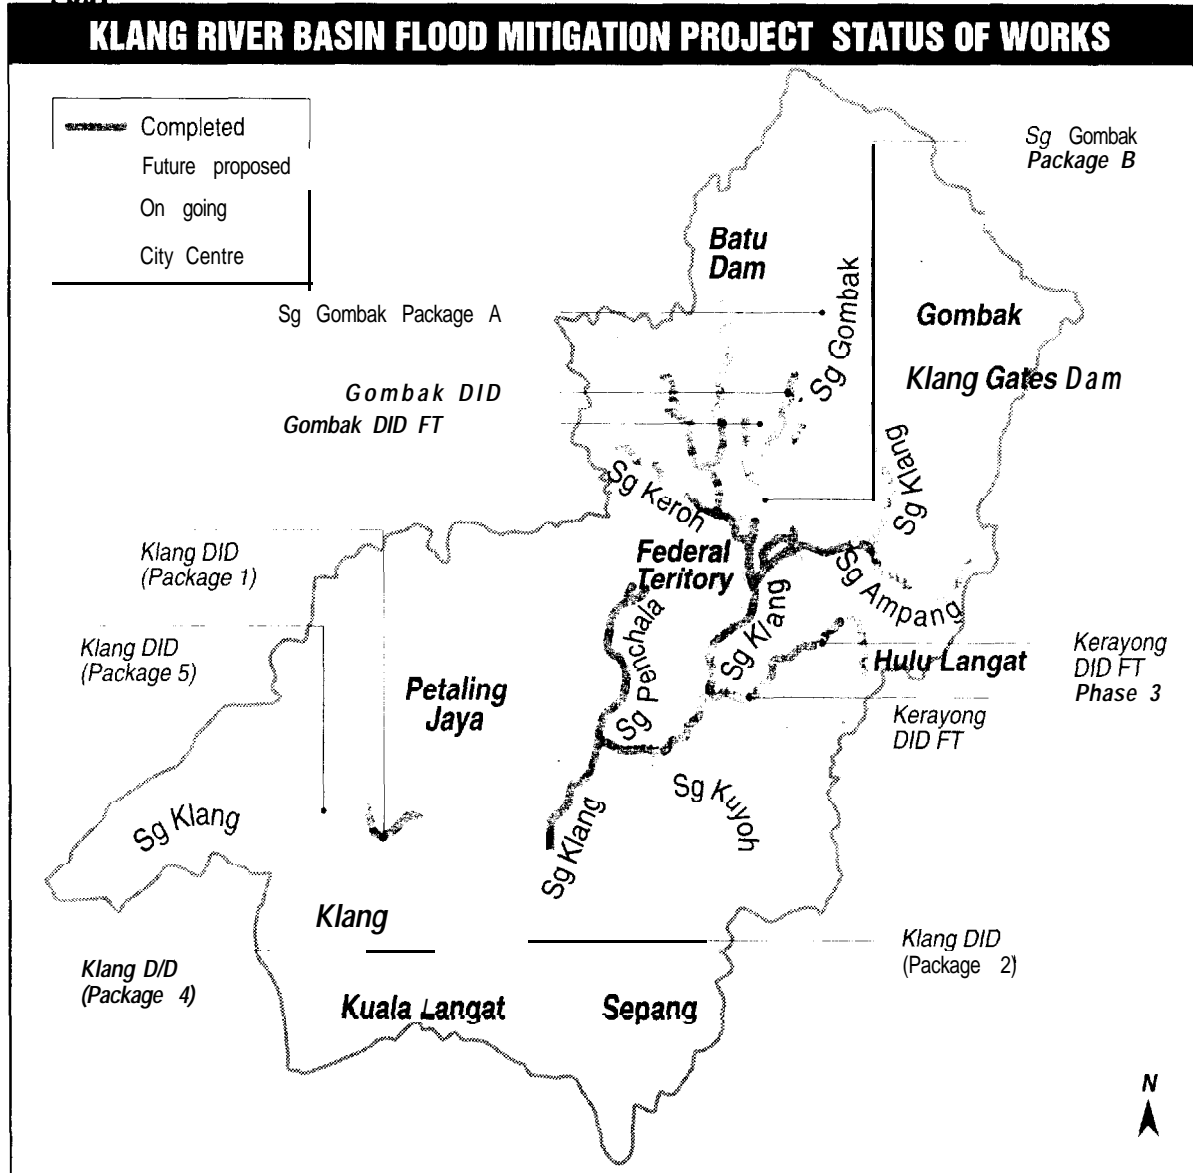 KLANG RIVER BASIN FLOOD MITIGATION PROJECT STATUS OF WORKS
Completed
Future proposed
On going
City Centre
Sg Gombak
Package B
Batu
Dam
Sg Gombak
Sg Gombak Package A
Gombak
Klang Gates Dam
Gombak DID
Gombak DID FT
Sg Klang
Sg Keroh
Klang DID
(Package 1)
Federal
Teritory
Sg Ampang
Sg Klang
Sg Penchala
Klang DID
(Package 5)
Petaling
Jaya
Hulu Langat
Kerayong
DID FT
Phase 3
Kerayong
DID FT
Sg Kuyoh
Sg Klang
Sg Klang
Klang
Klang DID
(Package 2)
Klang D/D
(Package 4)
Kuala Langat
Sepang
N